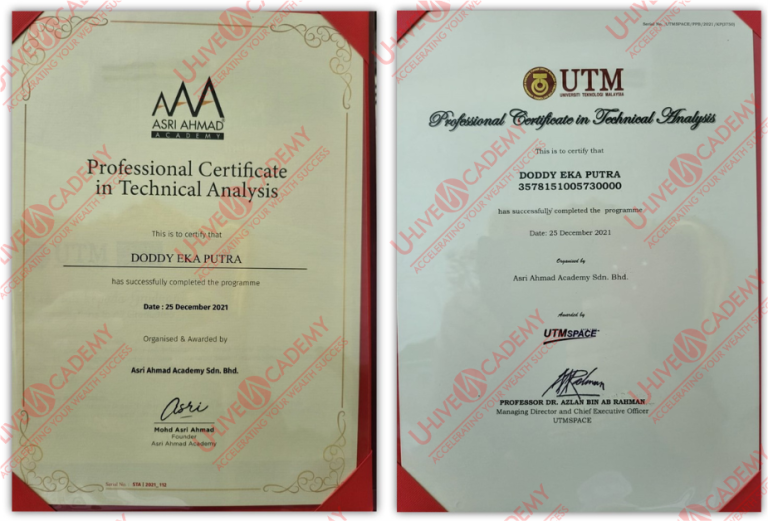 AAA
ASRI AHMAD
ACADEMY
Professional Certificate
in Technical Analysis
This is to certify that
DODDY EKA PUTRA
has successfully completed the programme
Date : 25 December 2021
Organised & Awarded by
Asri Ahmad Academy Sdn. Bhd.
Asri
Mohd Asri Ahmad
Founder
Asri Ahmad Academy
UTM
UNIVERSITI TEKNOLOGI MALAYSIA
Professional Certificate in Technical Analysis
This is to certify that
DODDY EKA PUTRA
3578151005730000
has successfully completed the programme
Date: 25 December 2021
Organised by
Asri Ahmad Academy Sdn. Bhd.
Awarded by
UTMSPACE
PROFESSOR DR. AZLAN BIN AB RAHMAN
Managing Director and Chief Executive Officer
UTMSPACE
U-LIVE ACADEMY
ACCELERATING YOUR WEALTH SUCCESS